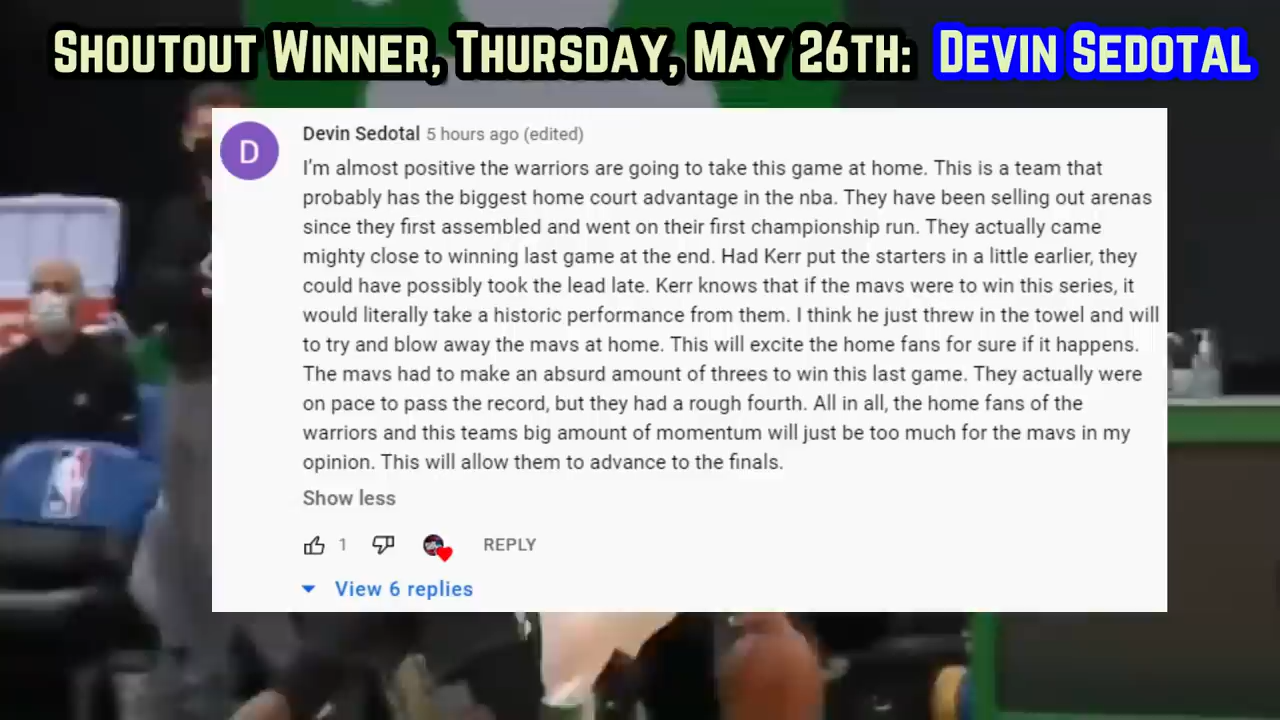 Shoutout Winner, Thursday, May 26th: Devin Sedotal
D
Devin Sedotal 5 hours ago (edited)
I'm almost positive the warriors are going to take this game at home. This is a team that
probably has the biggest home court advantage in the nba. They have been selling out arenas
since they first assembled and went on their first championship run. They actually came
mighty close to winning last game at the end. Had Kerr put the starters in a little earlier, they
could have possibly took the lead late. Kerr knows that if the mavs were to win this series, it
would literally take a historic performance from them. I think he just threw in the towel and will
to try and blow away the mavs at home. This will excite the home fans for sure if it happens.
The mavs had to make an absurd amount of threes to win this last game. They actually were
on pace to pass the record, but they had a rough fourth. All in all, the home fans of the
warriors and this teams big amount of momentum will just be too much for the mavs in my
opinion. This will allow them to advance to the finals.
Show less
1
REPLY
View 6 replies